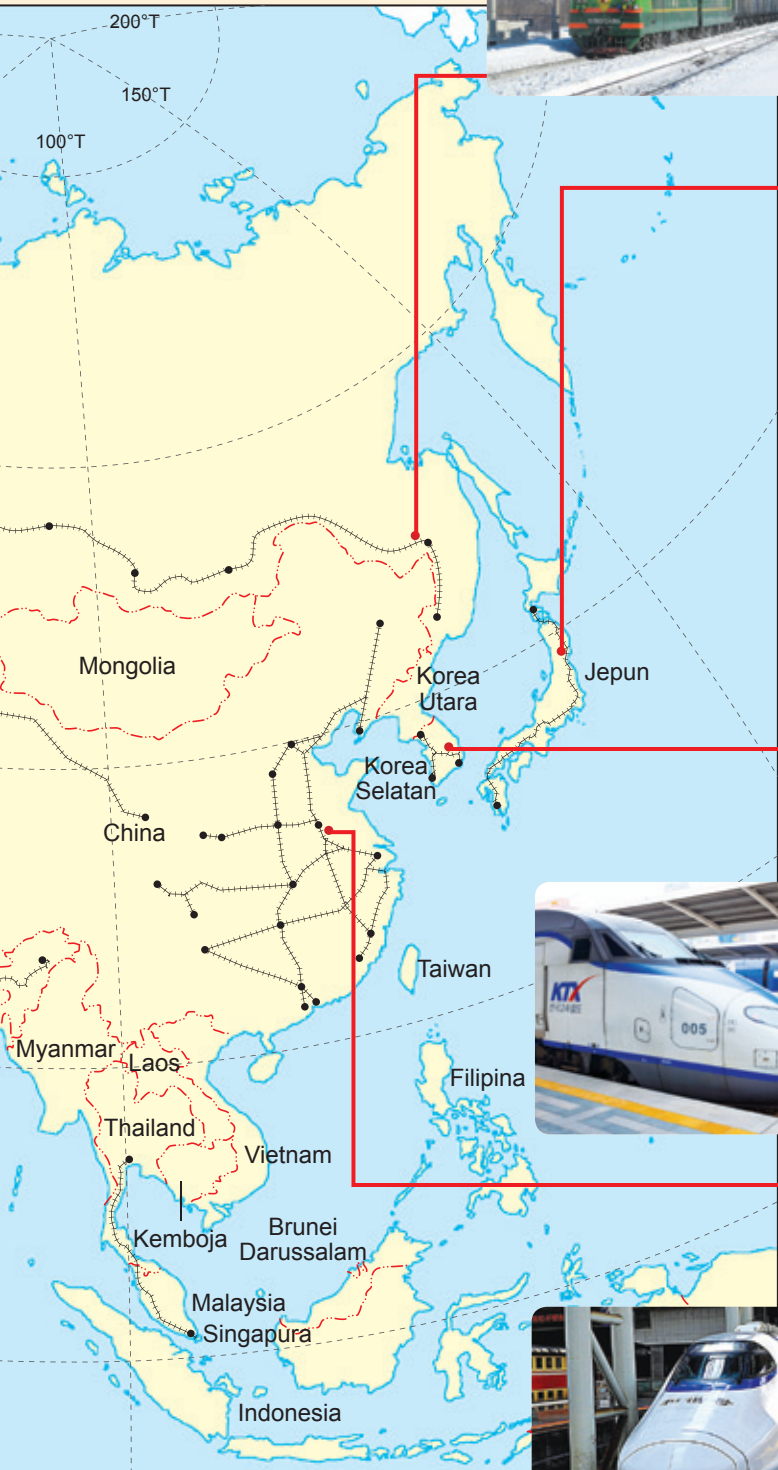 200°T
150°T
100°T
Mongolia
Korea
Utara
Jepun
Korea
Selatan
China
Taiwan
KTX
005
Myanmar
Laos
Filipina
Thailand
Vietnam
Kemboja
Brunei
Darussalam
Malaysia
Singapura
Indonesia